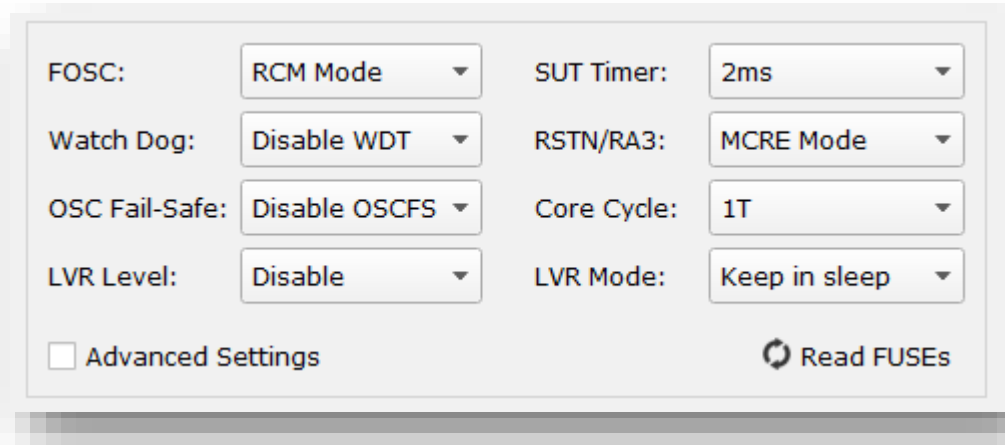 FOSC: RCM Mode SUT Timer: 2ms
Watch Dog: Disable WDT RSTN/RA3: MCRE Mode
OSC Fail-Safe: Disable OSCFS Core Cycle: 1T
LVR Level: Disable LVR Mode: Keep in sleep
Advanced Settings Read FUSEs